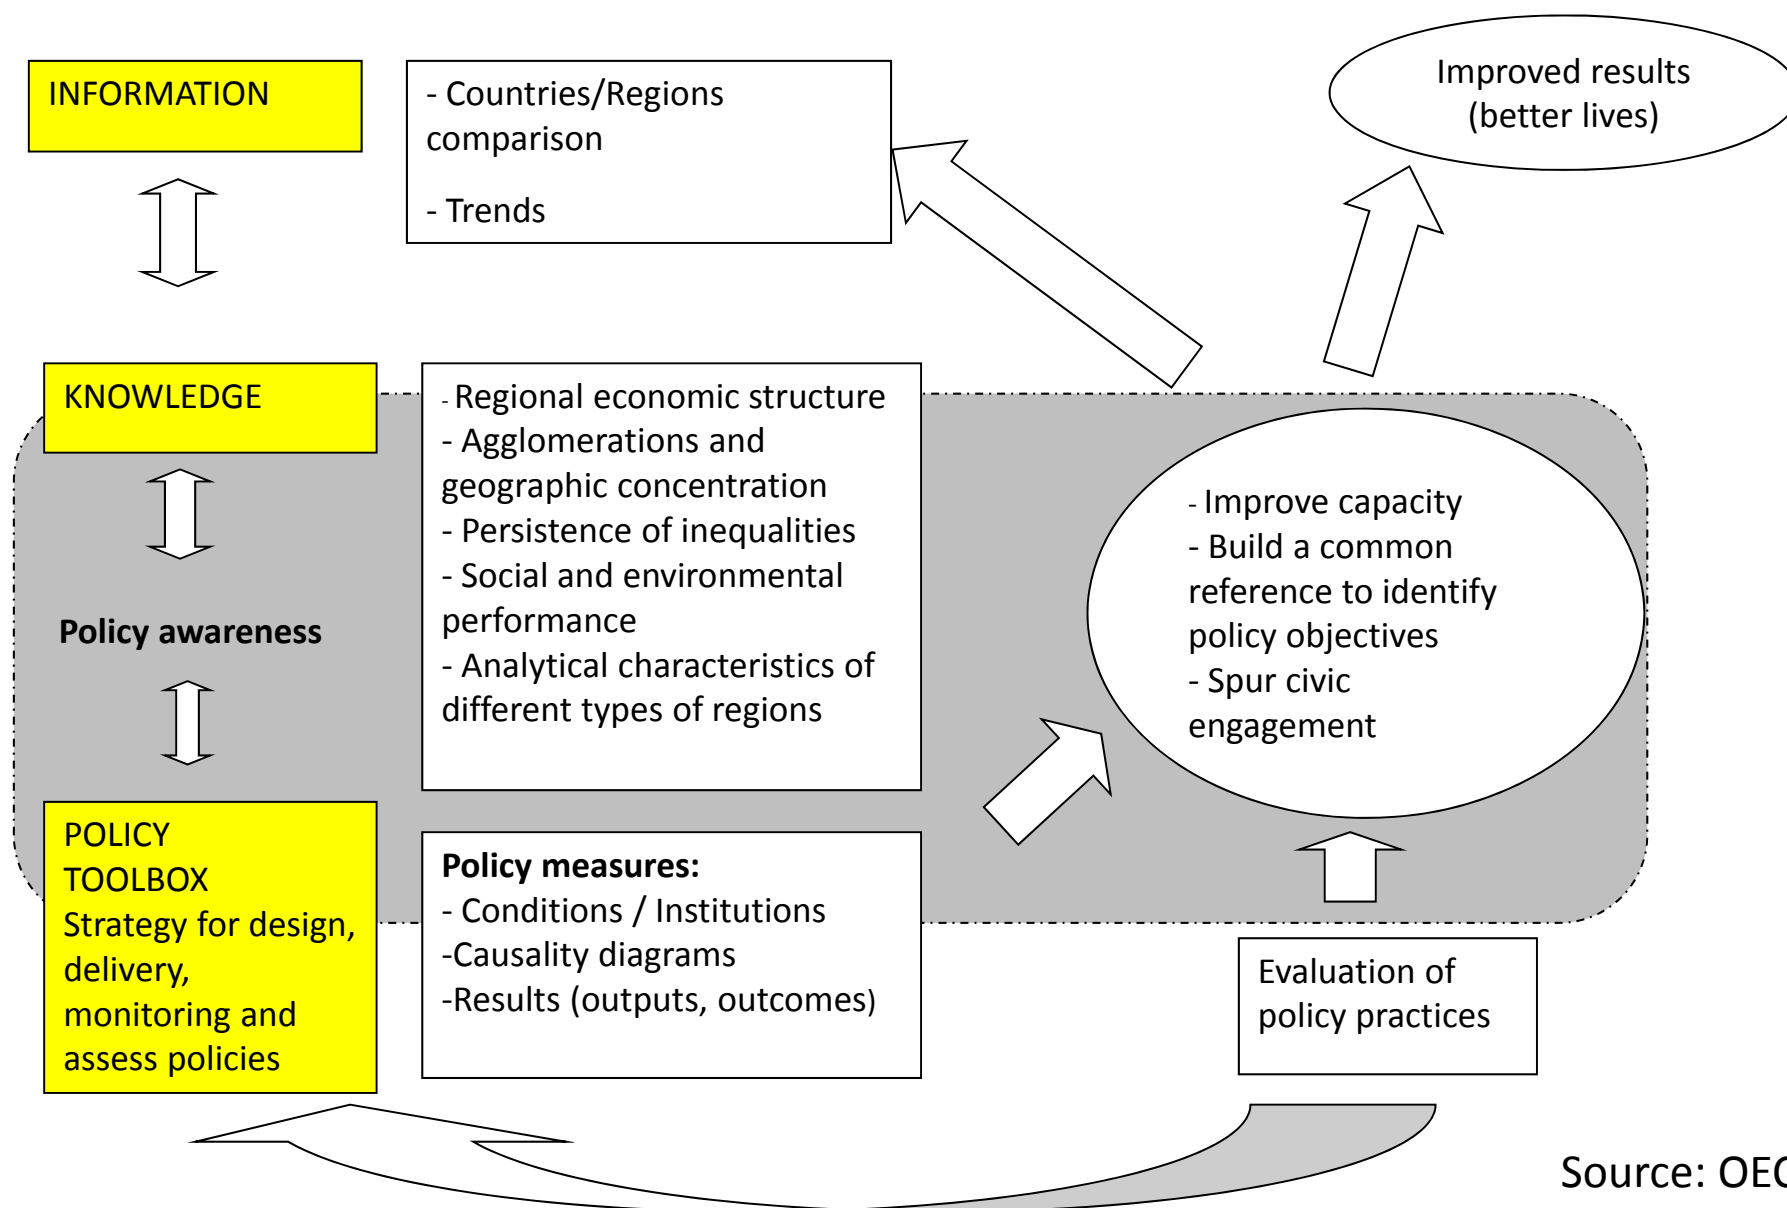 INFORMATION
- Countries/Regions
comparison
- Trends
Improved results
(better lives)
KNOWLEDGE
- Regional economic structure
- Agglomerations and
geographic concentration
- Persistence of inequalities
- Social and environmental
performance
- Analytical characteristics of
different types of regions
- Improve capacity
- Build a common
reference to identify
policy objectives
- Spur civic
engagement
Policy awareness
POLICY
TOOLBOX
Strategy for design,
delivery,
monitoring and
assess policies
Policy measures:
- Conditions / Institutions
-Causality diagrams
-Results (outputs, outcomes)
Evaluation of
policy practices
Source: